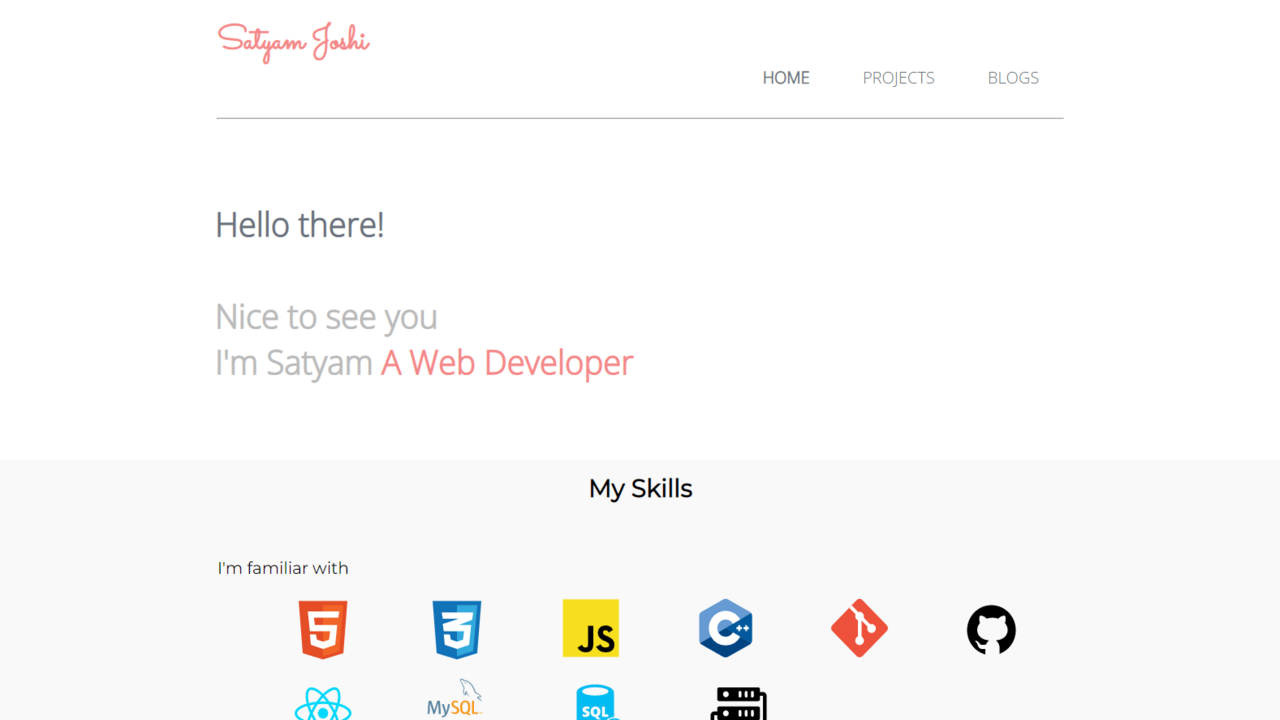 Satyam Joshi
HOME PROJECTS BLOGS
Hello there!
Nice to see you
I'm Satyam A Web Developer
My Skills
I'm familiar with
5 3 JS C++
MySQL SQL